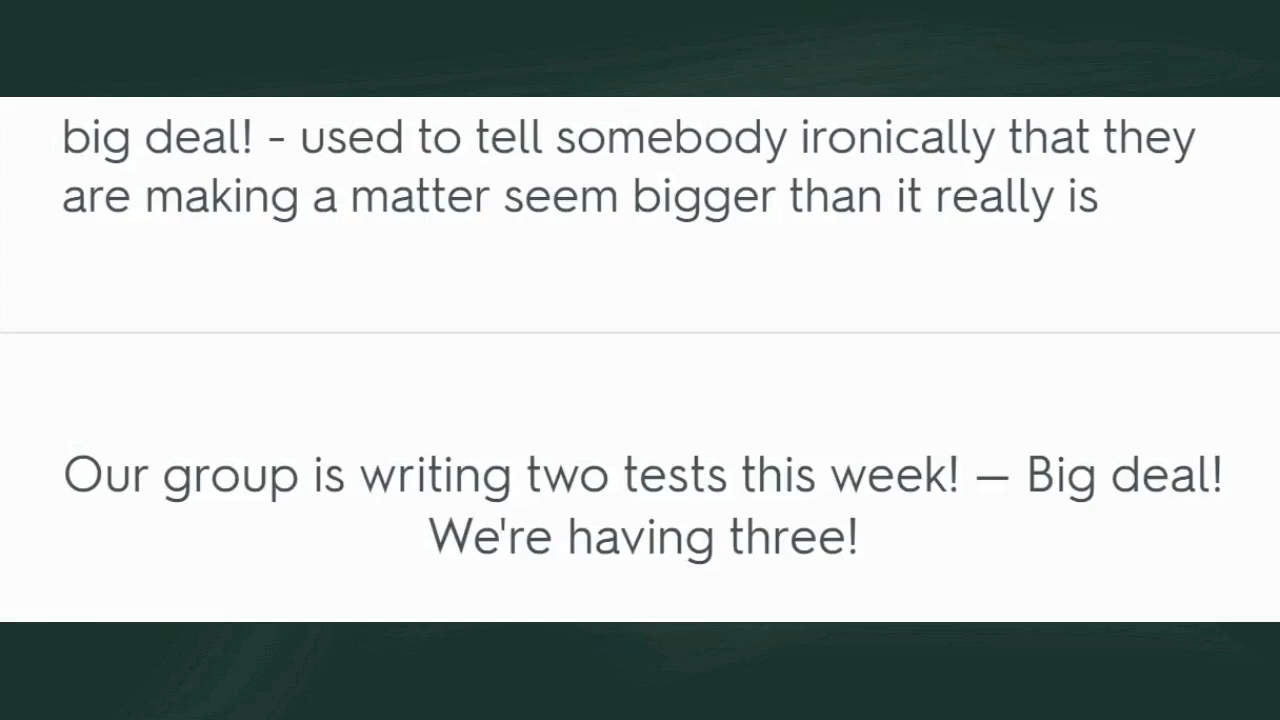 big deal! - used to tell somebody ironically that they
are making a matter seem bigger than it really is
Our group is writing two tests this week! — Big deal!
We're having three!